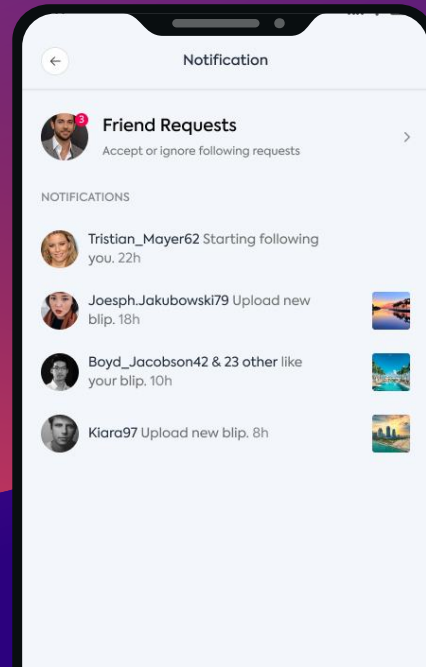 Notification
3
Friend Requests
Accept or ignore following requests
NOTIFICATIONS
Tristian_Mayer62 Starting following
you. 22h
Joesph.Jakubowski79 Upload new
blip. 18h
Boyd_Jacobson42 & 23 other like
your blip. 10h
Kiara97 Upload new blip. 8h